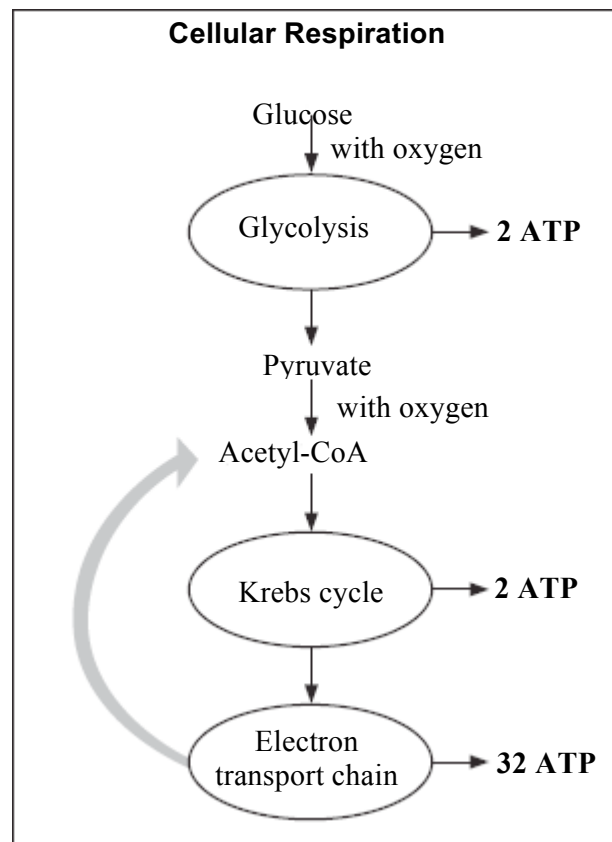 Cellular Respiration
Glucose
with oxygen
Glycolysis
2 ATP
Pyruvate
with oxygen
Acetyl-CoA
Krebs cycle
2 ATP
Electron
transport chain
32 ATP